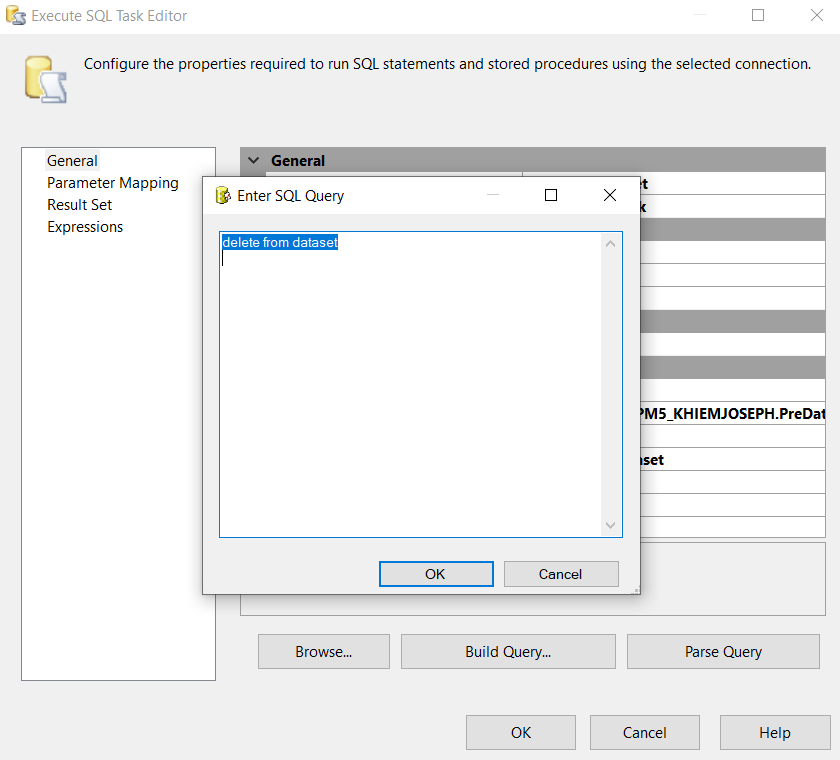 Execute SQL Task Editor
Configure the properties required to run SQL statements and stored procedures using the selected connection.
General
Parameter Mapping
Result Set
Expressions
General
Enter SQL Query
delete from dataset
OK
Cancel
PM5_KHIEMJOSEPH.PreDat
Browse...
Build Query...
Parse Query
OK
Cancel
Help